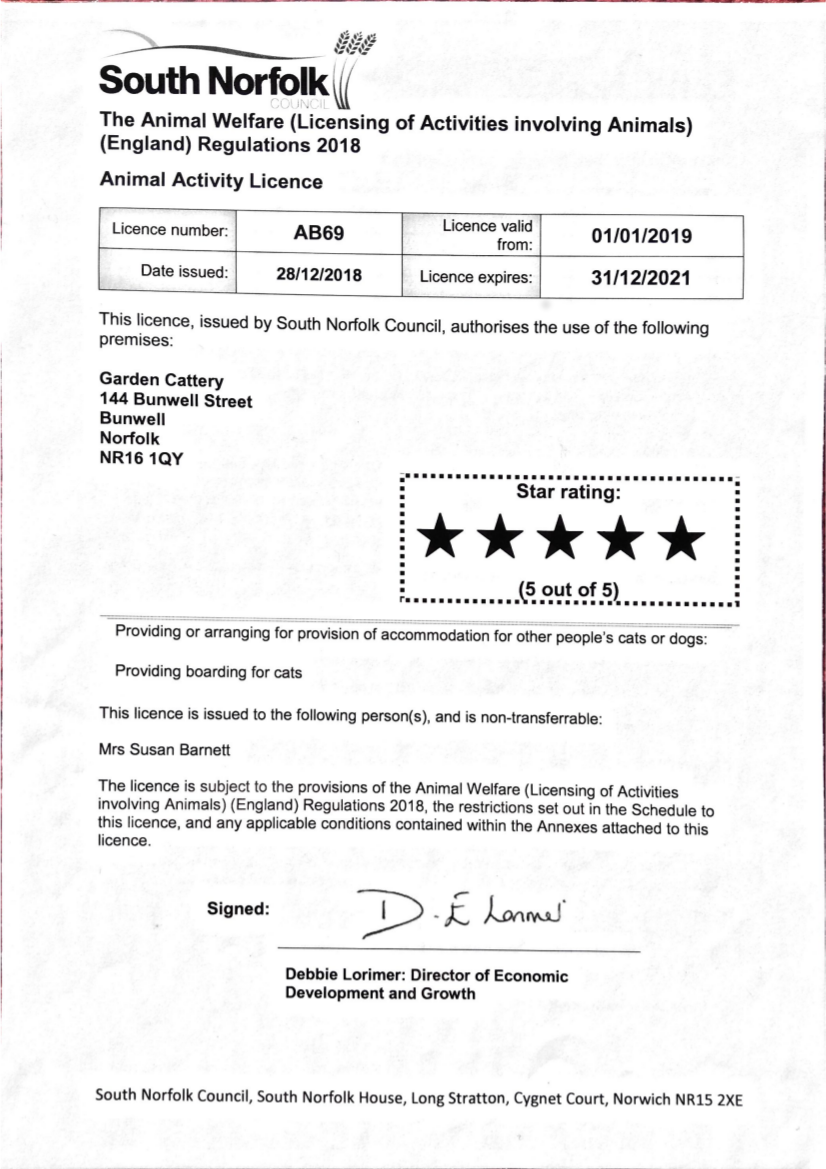 South Norfolk
COUNCIL
The Animal Welfare (Licensing of Activities involving Animals)
(England) Regulations 2018
Animal Activity Licence
Licence number:
AB69
Licence valid
from:
01/01/2019
Date issued:
28/12/2018
Licence expires:
31/12/2021
This licence, issued by South Norfolk Council, authorises the use of the following
premises:
Garden Cattery
144 Bunwell Street
Bunwell
Norfolk
NR16 1QY
Star rating:
(5 out of 5)
Providing or arranging for provision of accommodation for other people's cats or dogs:
Providing boarding for cats
This licence is issued to the following person(s), and is non-transferrable:
Mrs Susan Barnett
The licence is subject to the provisions of the Animal Welfare (Licensing of Activities
involving Animals) (England) Regulations 2018, the restrictions set out in the Schedule to
this licence, and any applicable conditions contained within the Annexes attached to this
licence.
Signed:
D. E Lorimer
Debbie Lorimer: Director of Economic
Development and Growth
South Norfolk Council, South Norfolk House, Long Stratton, Cygnet Court, Norwich NR15 2XE